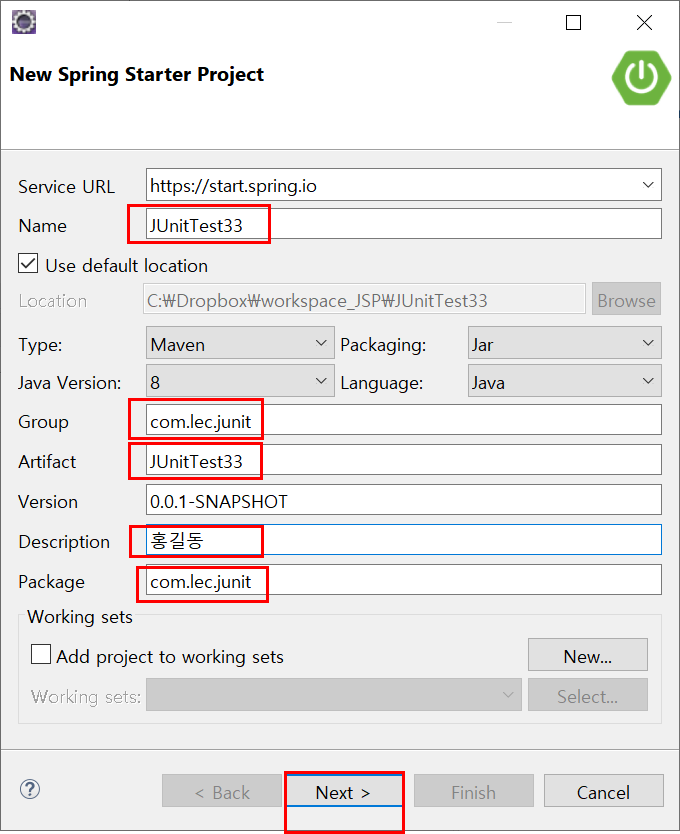 New Spring Starter Project
Service URL https://start.spring.io
Name JUnitTest33
Use default location
Location C:₩Dropbox₩workspace_JSP₩JUnitTest33 Browse
Type: Maven Packaging: Jar
Java Version: 8 Language: Java
Group com.lec.junit
Artifact JUnitTest33
Version 0.0.1-SNAPSHOT
Description 홍길동
Package com.lec.junit
Working sets
Add project to working sets New...
Working sets: Select...
< Back Next > Finish Cancel